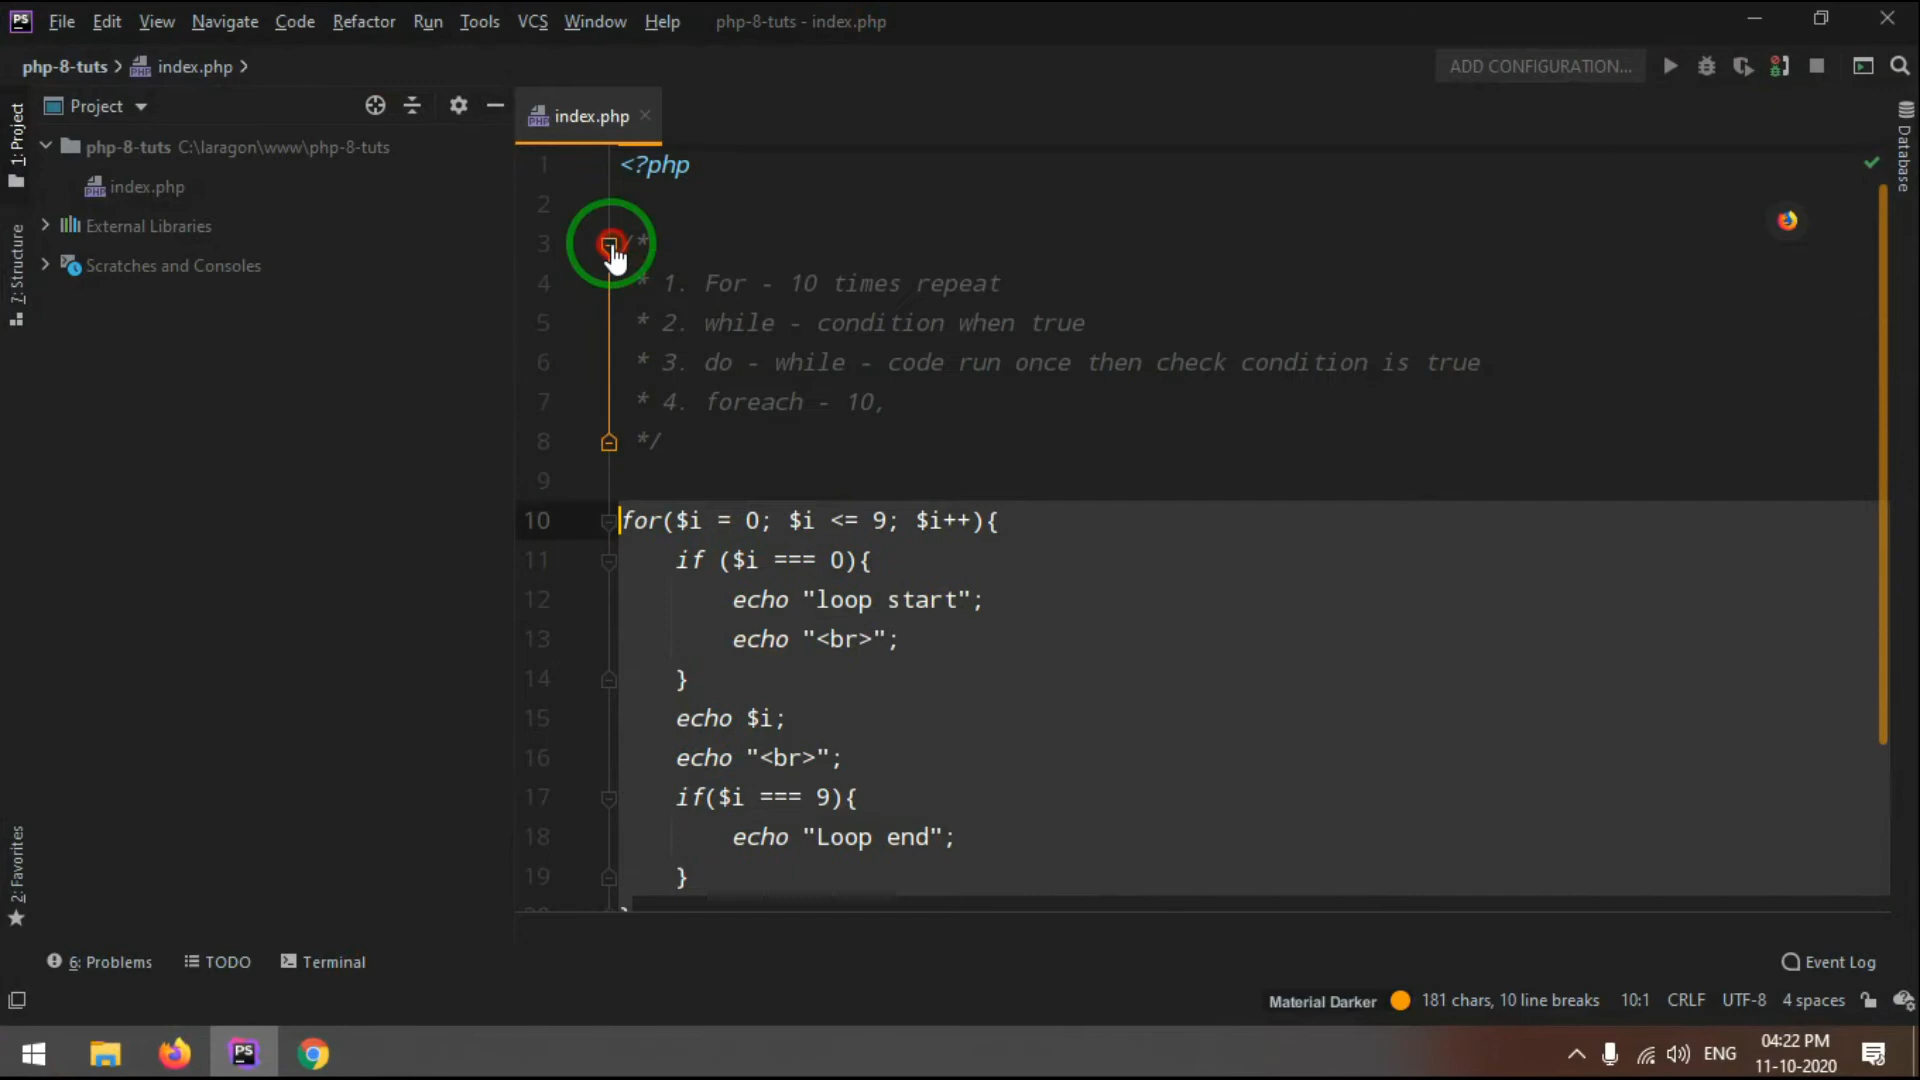 PS File Edit View Navigate Code Refactor Run Tools VCS Window Help php-8-tuts - index.php
php-8-tuts index.php ADD CONFIGURATION...
Project
index.php
1: Project
7: Structure
2: Favorites
Database
php-8-tuts C:\laragon\www\php-8-tuts
index.php
External Libraries
Scratches and Consoles
1 <?php
2
3 /*
4 * 1. For - 10 times repeat
5 * 2. while - condition when true
6 * 3. do - while - code run once then check condition is true
7 * 4. foreach - 10,
8 */
9
10 for($i = 0; $i <= 9; $i++){
11 if ($i === 0){
12 echo "loop start";
13 echo "<br>";
14 }
15 echo $i;
16 echo "<br>";
17 if($i === 9){
18 echo "Loop end";
19 }
6: Problems TODO Terminal Event Log
Material Darker 181 chars, 10 line breaks 10:1 CRLF UTF-8 4 spaces
PS ENG 04:22 PM
11-10-2020